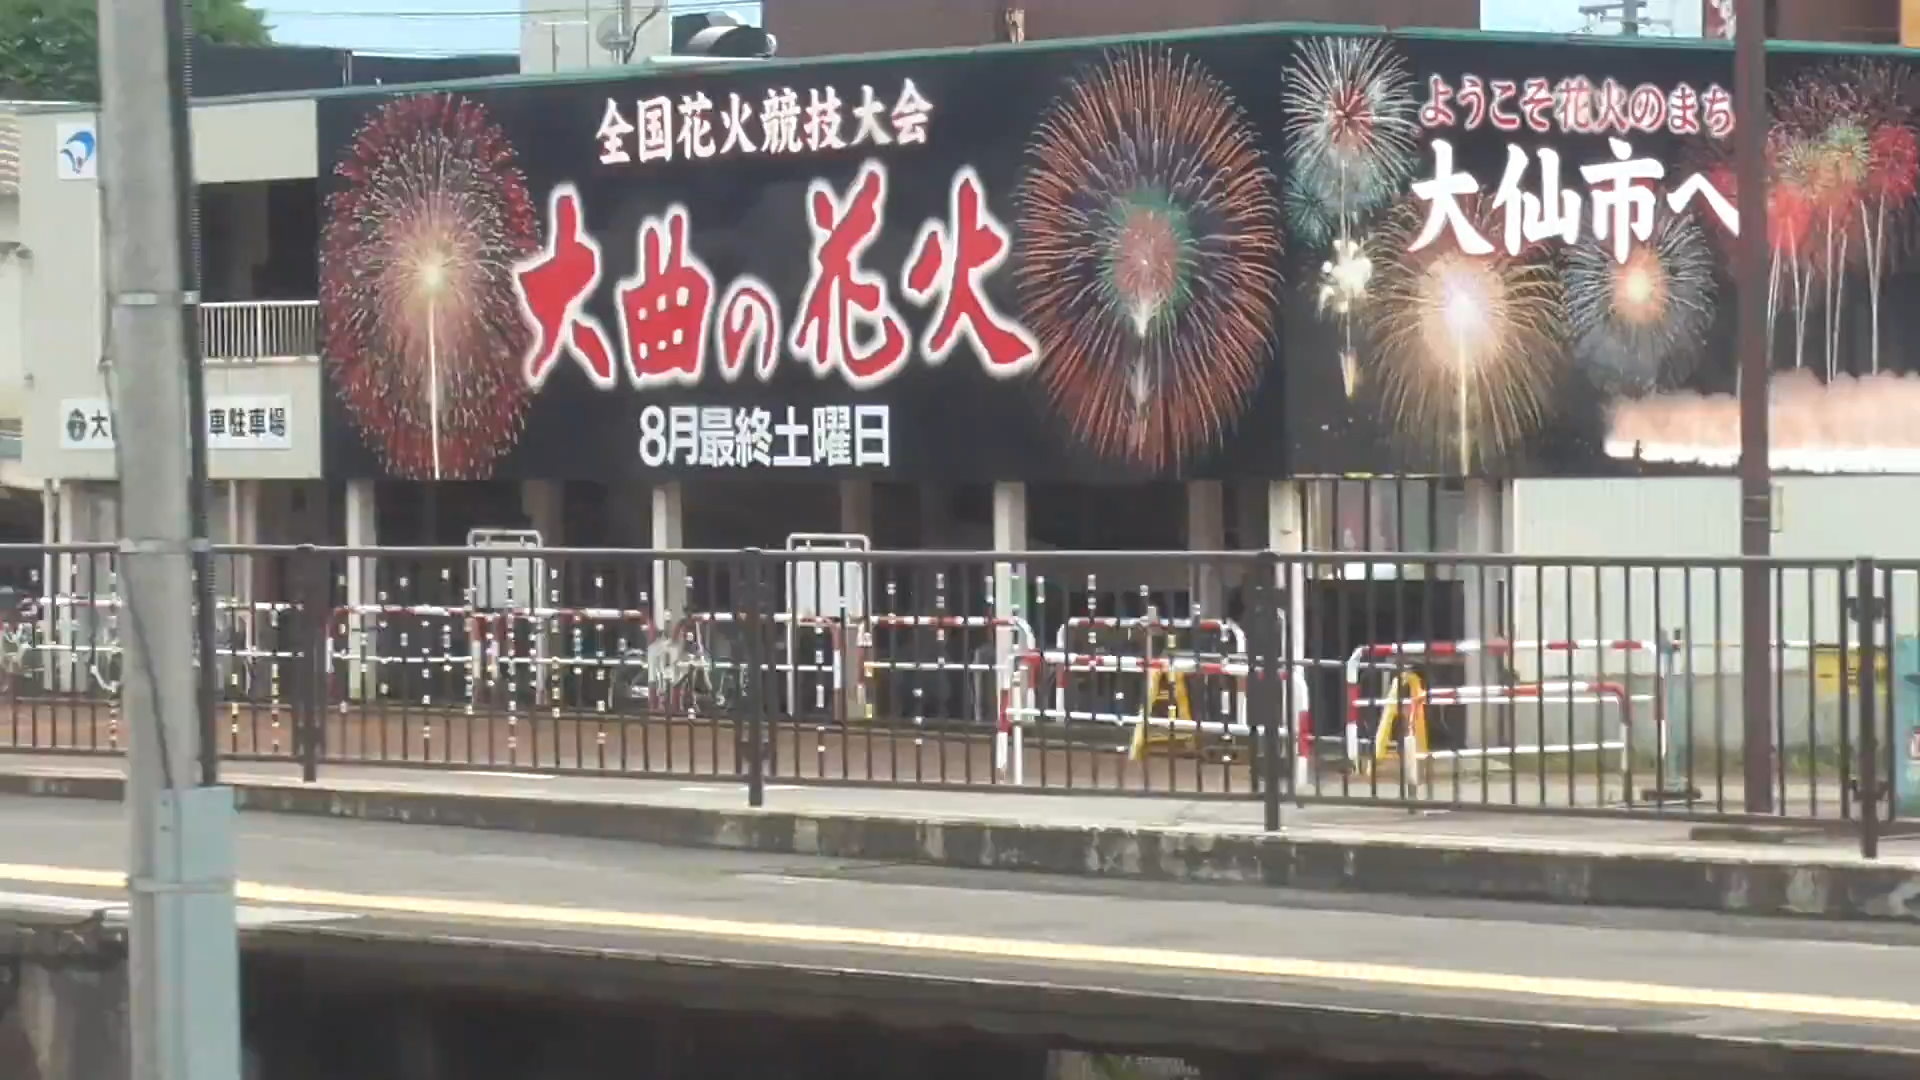 全国花火競技大会
大曲の花火
8月最終土曜日
ようこそ花火のまち
大仙市へ
大
車駐車場